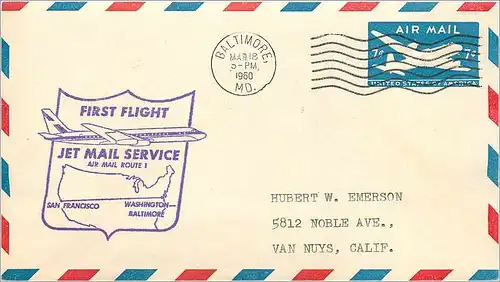 BALTIMORE,
MAR 18
5-PM,
1960
MD.
AIR MAIL
7¢ 7¢
UNITED STATES OF AMERICA
FIRST FLIGHT
JET MAIL SERVICE
AIR MAIL ROUTE 1
SAN FRANCISCO
WASHINGTON—
BALTIMORE
HUBERT W. EMERSON
5812 NOBLE AVE.,
VAN NUYS, CALIF.